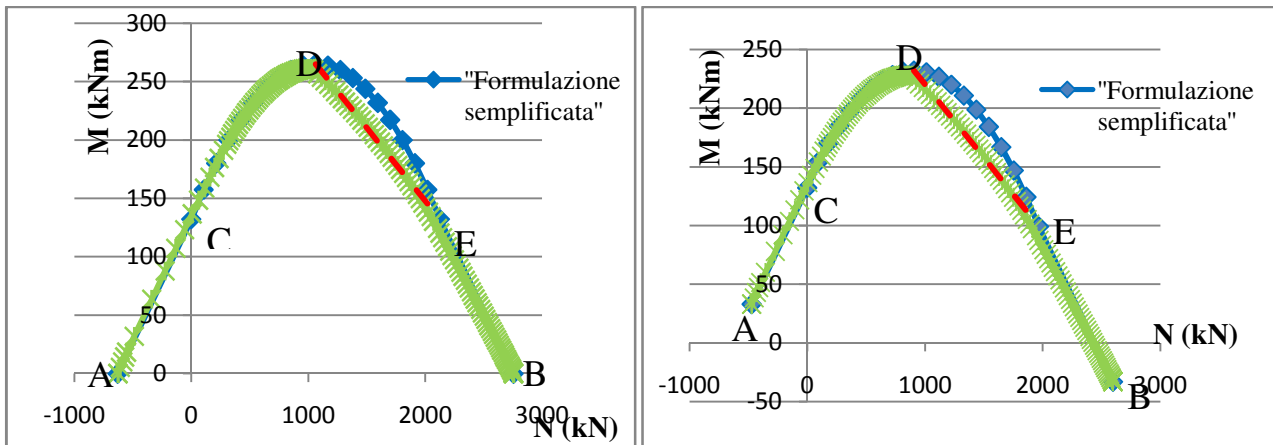 300
250
200
150
100
50
0
M (kNm)
D
"Formulazione
semplificata"
C
E
A
B
-1000 0 1000 2000 3000
N (kN)
250
200
150
100
50
0
-50
M (kNm)
D
"Formulazione
semplificata"
C
E
A
N (kN)
-1000 0 1000 2000 3000
B